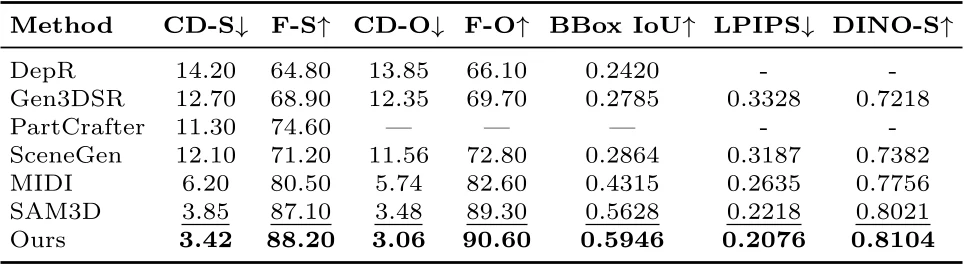 Method CD-S↓ F-S↑ CD-O↓ F-O↑ BBox IoU↑ LPIPS↓ DINO-S↑
DepR 14.20 64.80 13.85 66.10 0.2420 - -
Gen3DSR 12.70 68.90 12.35 69.70 0.2785 0.3328 0.7218
PartCrafter 11.30 74.60 — — — - -
SceneGen 12.10 71.20 11.56 72.80 0.2864 0.3187 0.7382
MIDI 6.20 80.50 5.74 82.60 0.4315 0.2635 0.7756
SAM3D 3.85 87.10 3.48 89.30 0.5628 0.2218 0.8021
Ours 3.42 88.20 3.06 90.60 0.5946 0.2076 0.8104